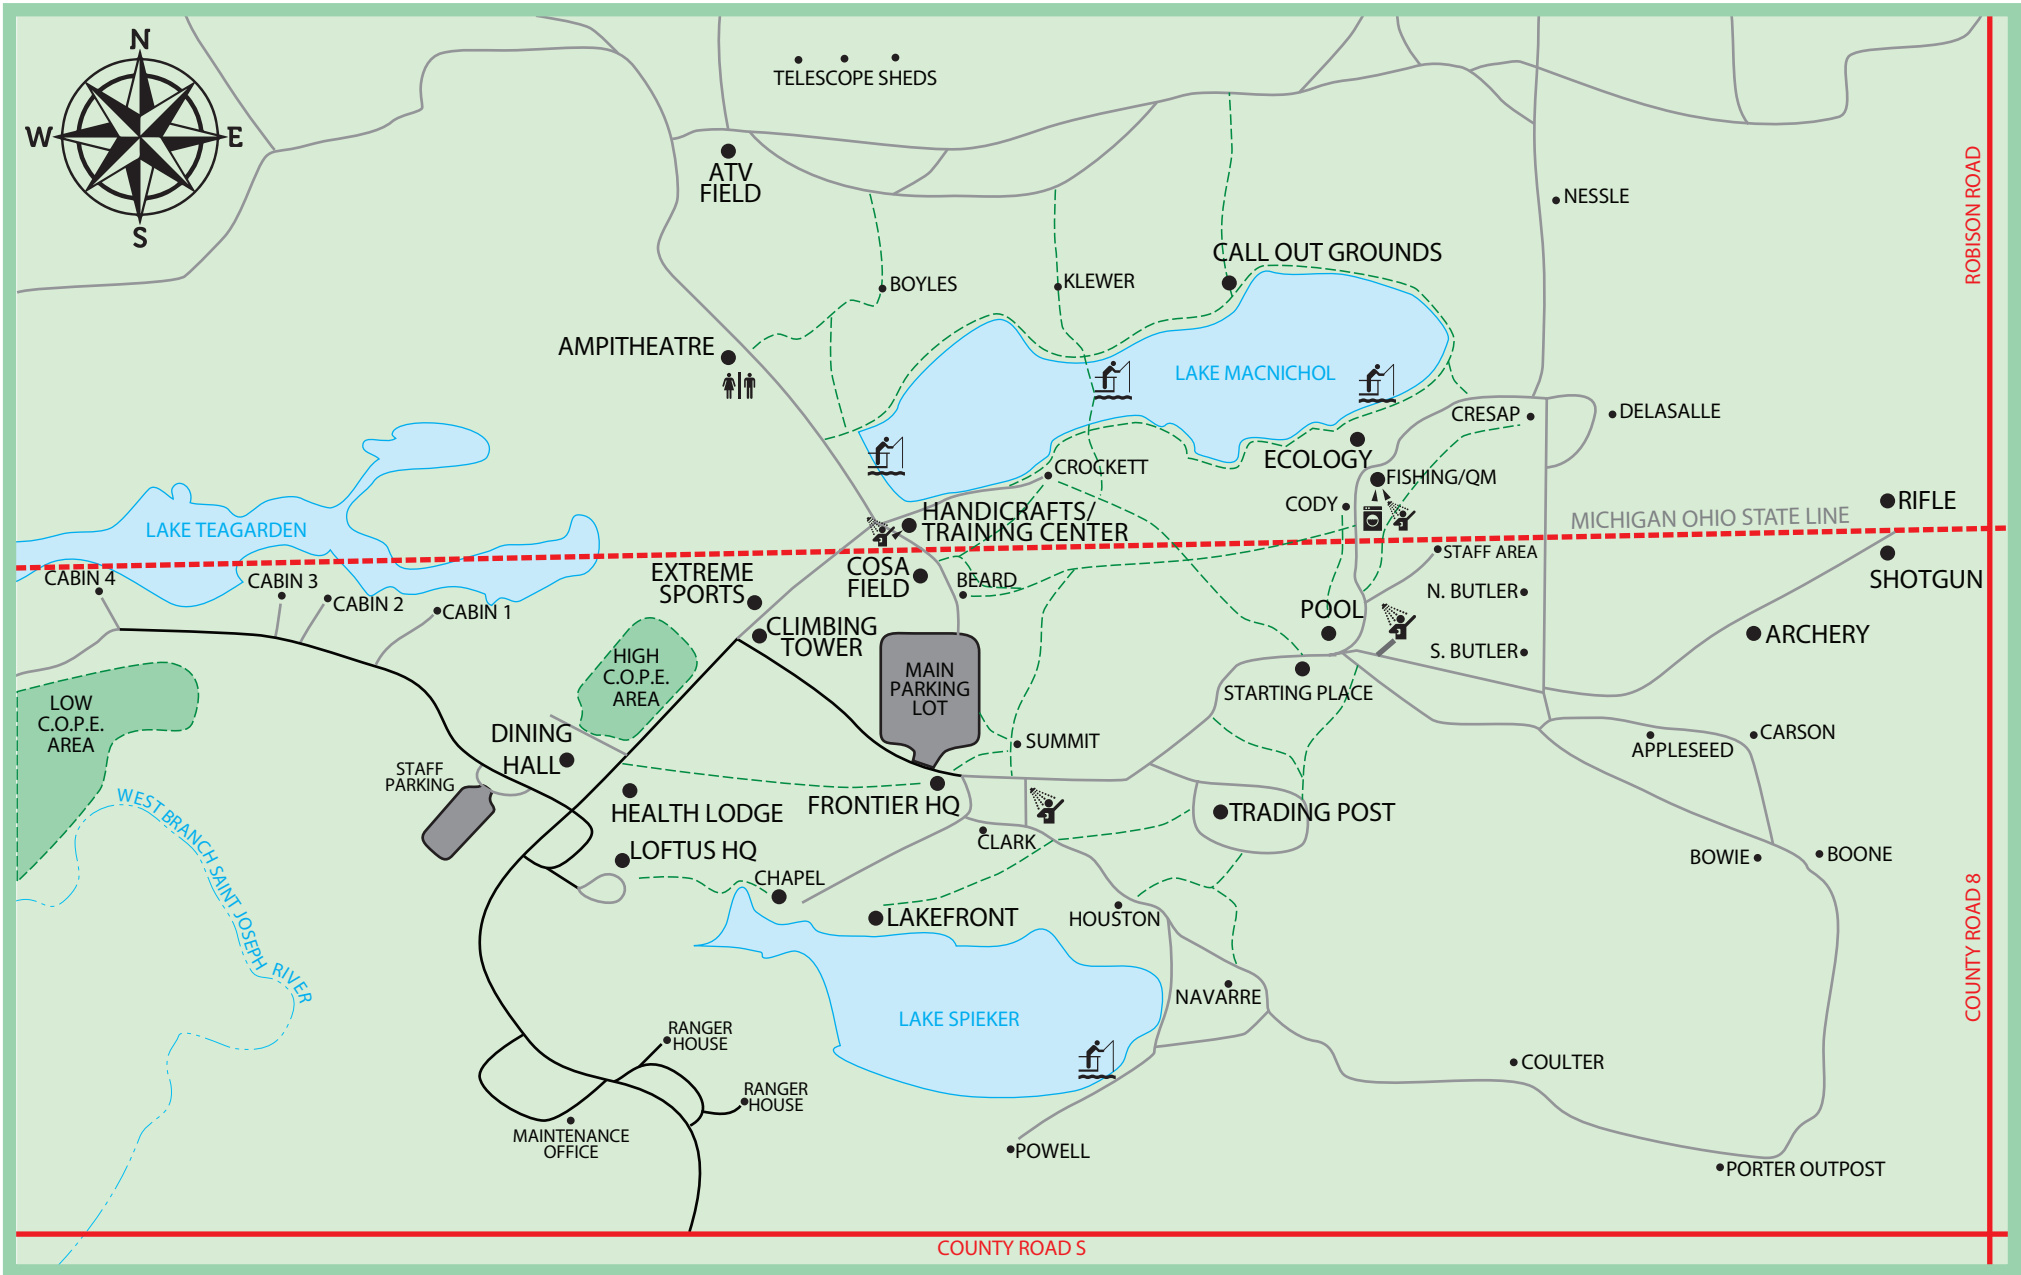 N
W
E
S
TELESCOPE SHEDS
ATV
FIELD
ROBISON ROAD
NESSLE
CALL OUT GROUNDS
BOYLES
KLEWER
AMPITHEATRE
LAKE MACNICHOL
CRESAP
DELASALLE
ECOLOGY
CROCKETT
FISHING/QM
CODY
RIFLE
HANDICRAFTS/
TRAINING CENTER
MICHIGAN OHIO STATE LINE
LAKE TEAGARDEN
STAFF AREA
SHOTGUN
CABIN 4
CABIN 3
CABIN 2
CABIN 1
EXTREME
SPORTS
COSA
FIELD
BEARD
N. BUTLER
POOL
CLIMBING
TOWER
ARCHERY
S. BUTLER
HIGH
C.O.P.E.
AREA
MAIN
PARKING
LOT
STARTING PLACE
LOW
C.O.P.E.
AREA
DINING
HALL
SUMMIT
CARSON
APPLESEED
STAFF
PARKING
HEALTH LODGE
FRONTIER HQ
TRADING POST
WEST BRANCH SAINT JOSEPH RIVER
CLARK
LOFTUS HQ
BOWIE
BOONE
CHAPEL
LAKEFRONT
HOUSTON
COUNTY ROAD 8
NAVARRE
LAKE SPIEKER
RANGER
HOUSE
COULTER
RANGER
HOUSE
MAINTENANCE
OFFICE
POWELL
PORTER OUTPOST
COUNTY ROAD S